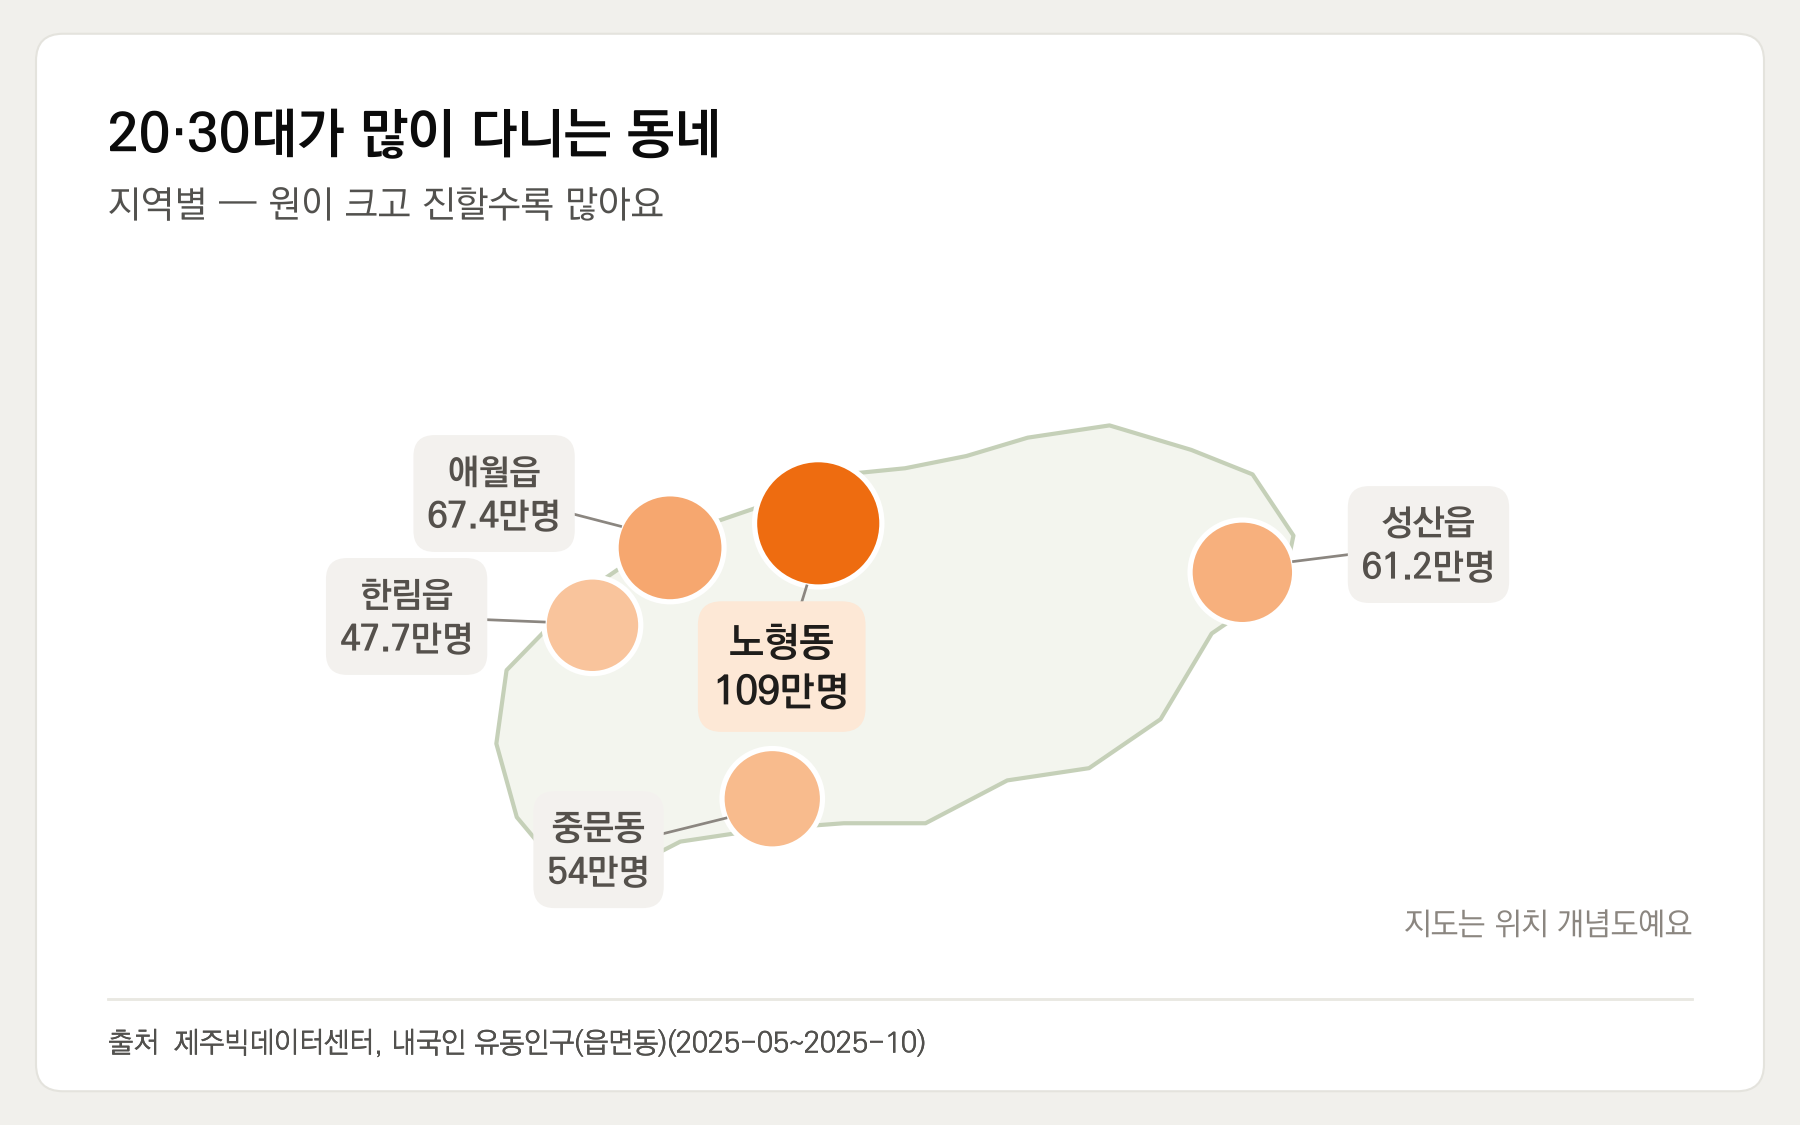 20·30대가 많이 다니는 동네
지역별 — 원이 크고 진할수록 많아요
애월읍
67.4만명
한림읍
47.7만명
노형동
109만명
성산읍
61.2만명
중문동
54만명
지도는 위치 개념도예요
출처 제주빅데이터센터, 내국인 유동인구(읍면동)(2025-05~2025-10)